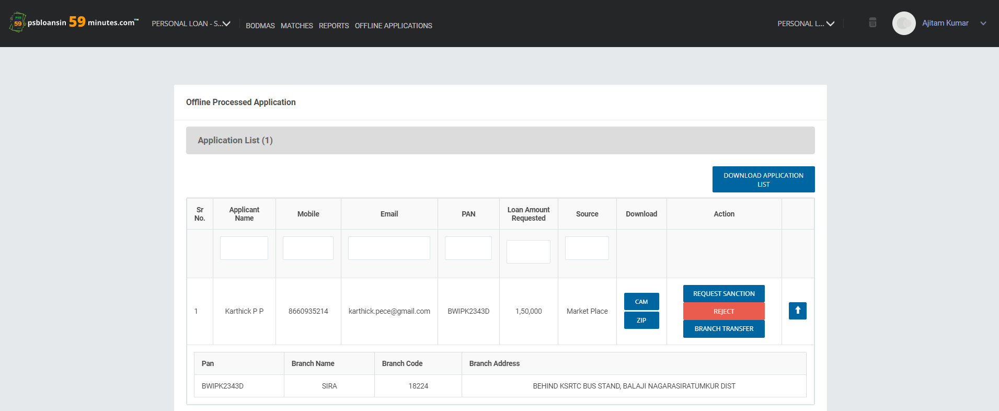 PSB
59
psbloansin 59 minutes.com™
PERSONAL LOAN - S...
BODMAS MATCHES REPORTS OFFLINE APPLICATIONS
PERSONAL L...
Ajitam Kumar
Offline Processed Application
Application List (1)
DOWNLOAD APPLICATION
LIST
Sr No. Applicant Name Mobile Email PAN Loan Amount Requested Source Download Action
1 Karthick P P 8660935214 karthick.pece@gmail.com BWIPK2343D 1,50,000 Market Place
CAM
ZIP
REQUEST SANCTION
REJECT
BRANCH TRANSFER
Pan Branch Name Branch Code Branch Address
BWIPK2343D SIRA 18224 BEHIND KSRTC BUS STAND, BALAJI NAGARASIRATUMKUR DIST